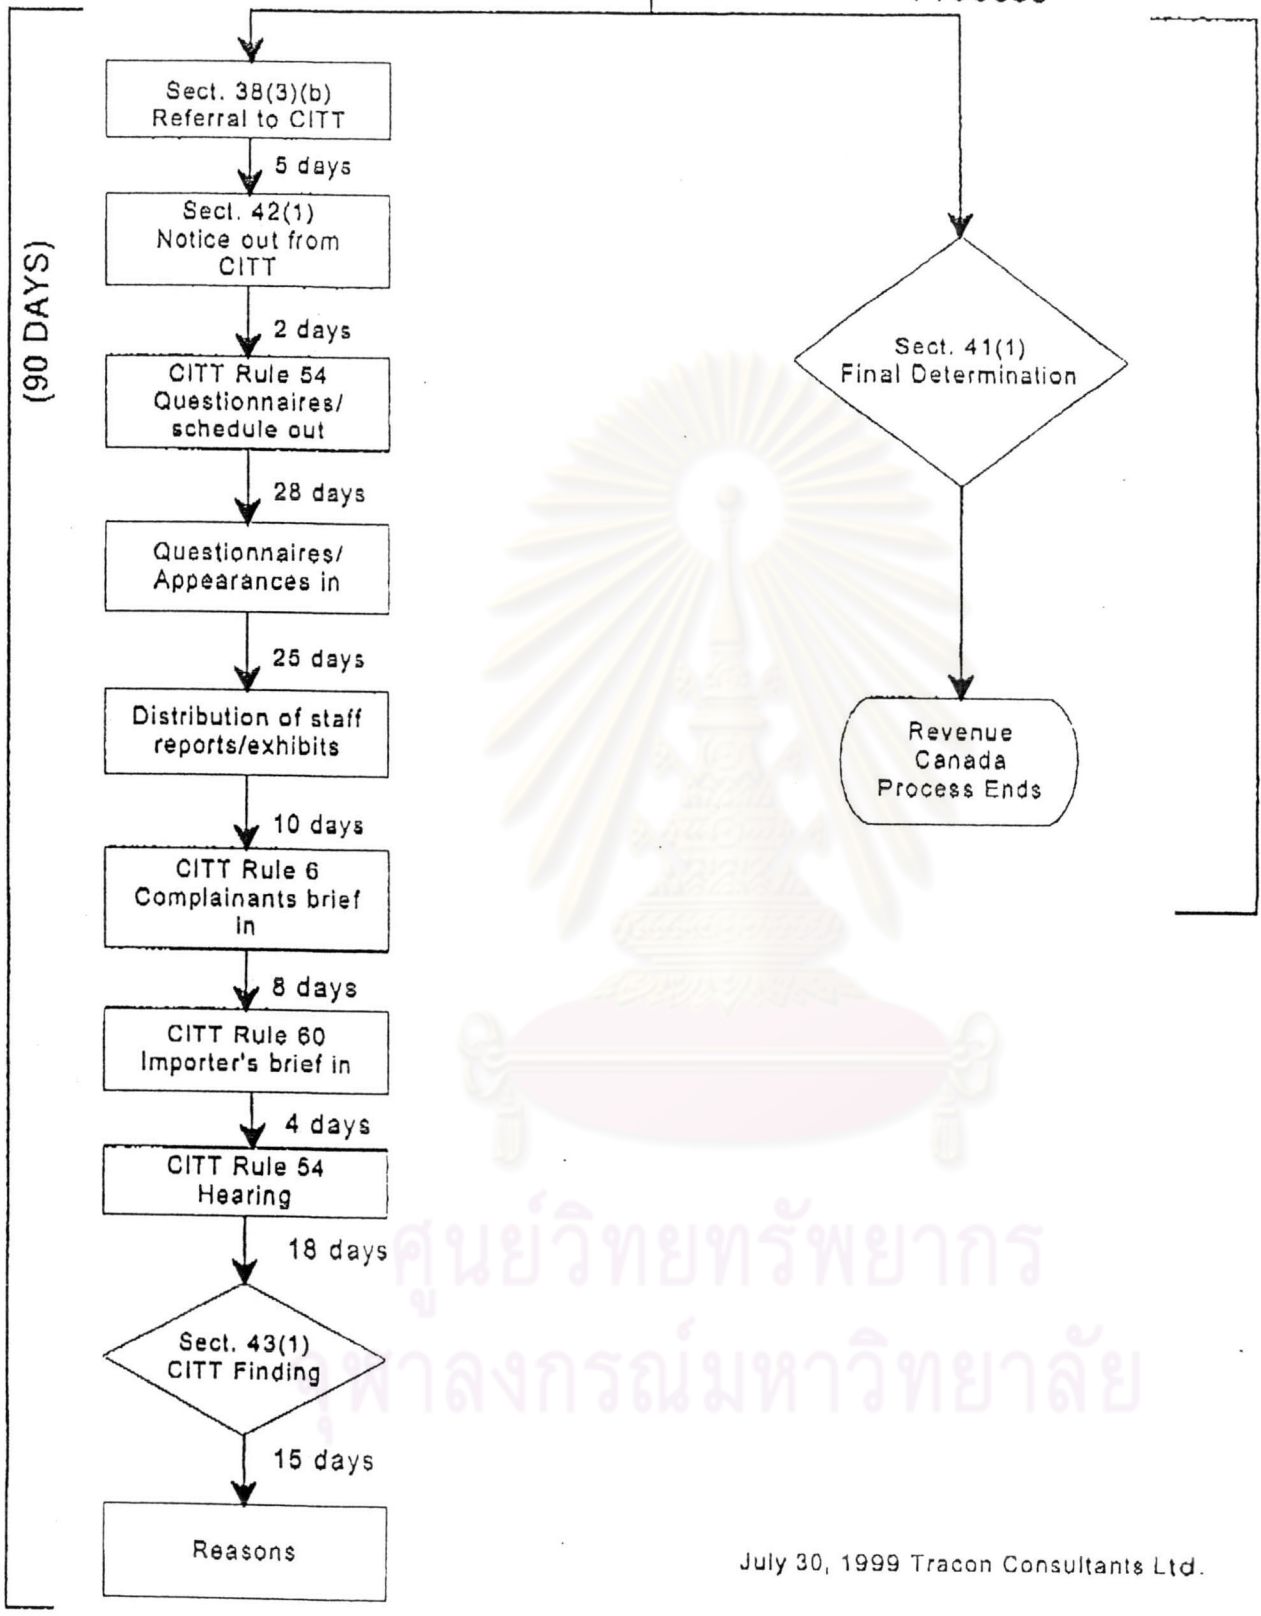 (90 DAYS)
Sect. 38(3)(b)
Referral to CITT
5 days
Sect. 42(1)
Notice out from
CITT
2 days
CITT Rule 54
Questionnaires/
schedule out
28 days
Questionnaires/
Appearances in
25 days
Distribution of staff
reports/exhibits
10 days
CITT Rule 6
Complainants brief
in
8 days
CITT Rule 60
Importer's brief in
4 days
CITT Rule 54
Hearing
18 days
Sect. 43(1)
CITT Finding
15 days
Reasons
Sect. 41(1)
Final Determination
Revenue
Canada
Process Ends
ศูนย์วิทยทรัพยากร
จุฬาลงกรณ์มหาวิทยาลัย
July 30, 1999 Tracon Consultants Ltd.